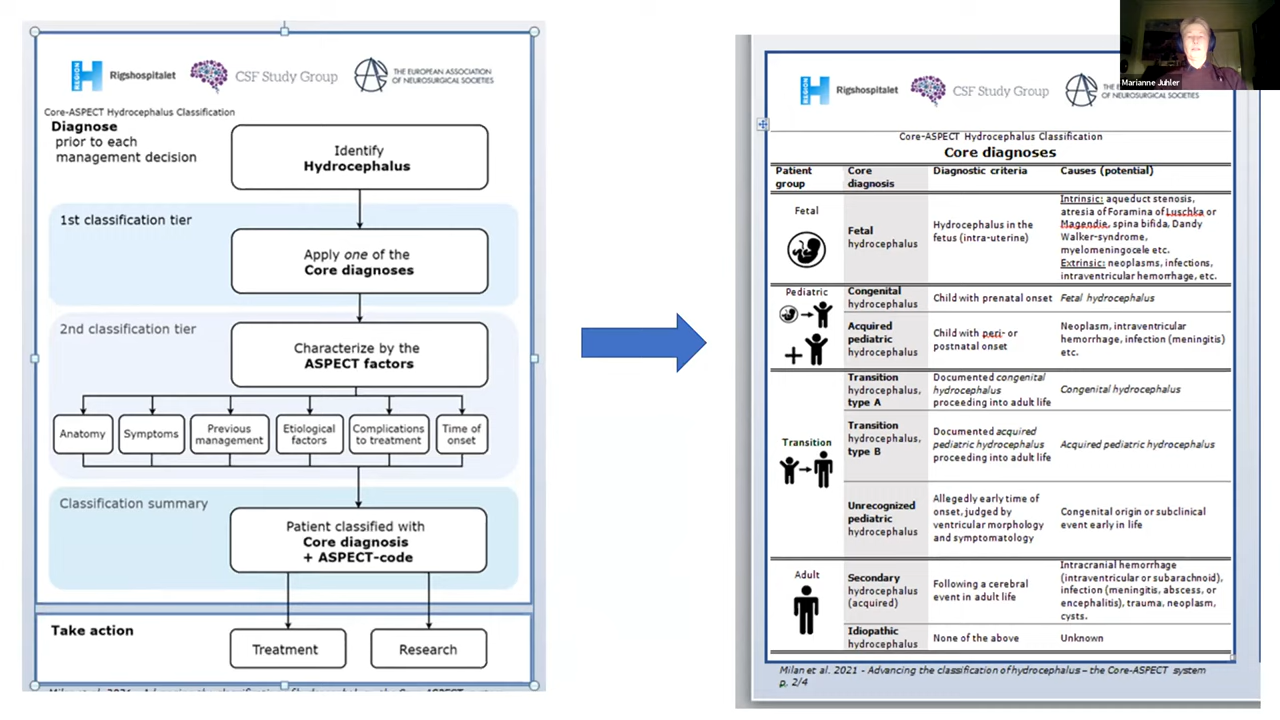 REGION
H
Rigshospitalet
CSF Study Group
THE EUROPEAN ASSOCIATION
OF NEUROSURGICAL SOCIETIES
Core-ASPECT Hydrocephalus Classification
Diagnose
prior to each
management decision
Identify
Hydrocephalus
1st classification tier
Apply one of the
Core diagnoses
2nd classification tier
Characterize by the
ASPECT factors
Anatomy
Symptoms
Previous
management
Etiological
factors
Complications
to treatment
Time of
onset
Classification summary
Patient classified with
Core diagnosis
+ ASPECT-code
Take action
Treatment
Research
Marianne Juhler
REGION
H
Rigshospitalet
CSF Study Group
OF NEUROSURGICAL SOCIETIES
Core-ASPECT Hydrocephalus Classification
Core diagnoses
Patient
group
Core
diagnosis
Diagnostic criteria
Causes (potential)
Fetal
Fetal
hydrocephalus
Hydrocephalus in the
fetus (intra-uterine)
Intrinsic: aqueduct stenosis,
atresia of Foramina of Luschka or
Magendie, spina bifida, Dandy
Walker-syndrome,
myelomeningocele etc.
Extrinsic: neoplasms, infections,
intraventricular hemorrhage, etc.
Pediatric
Congenital
hydrocephalus
Child with prenatal onset
Fetal hydrocephalus
Acquired
pediatric
hydrocephalus
Child with peri- or
postnatal onset
Neoplasm, intraventricular
hemorrhage, infection (meningitis)
etc.
Transition
Transition
hydrocephalus,
type A
Documented congenital
hydrocephalus
proceeding into adult life
Congenital hydrocephalus
Transition
hydrocephalus,
type B
Documented acquired
pediatric hydrocephalus
proceeding into adult life
Acquired pediatric hydrocephalus
Unrecognized
pediatric
hydrocephalus
Allegedly early time of
onset, judged by
ventricular morphology
and symptomatology
Congenital origin or subclinical
event early in life
Adult
Secondary
hydrocephalus
(acquired)
Following a cerebral
event in adult life
Intracranial hemorrhage
(intraventricular or subarachnoid),
infection (meningitis, abscess, or
encephalitis), trauma, neoplasm,
cysts.
Idiopathic
hydrocephalus
None of the above
Unknown
Milan et al. 2021 - Advancing the classification of hydrocephalus – the Core-ASPECT system
p. 2/4